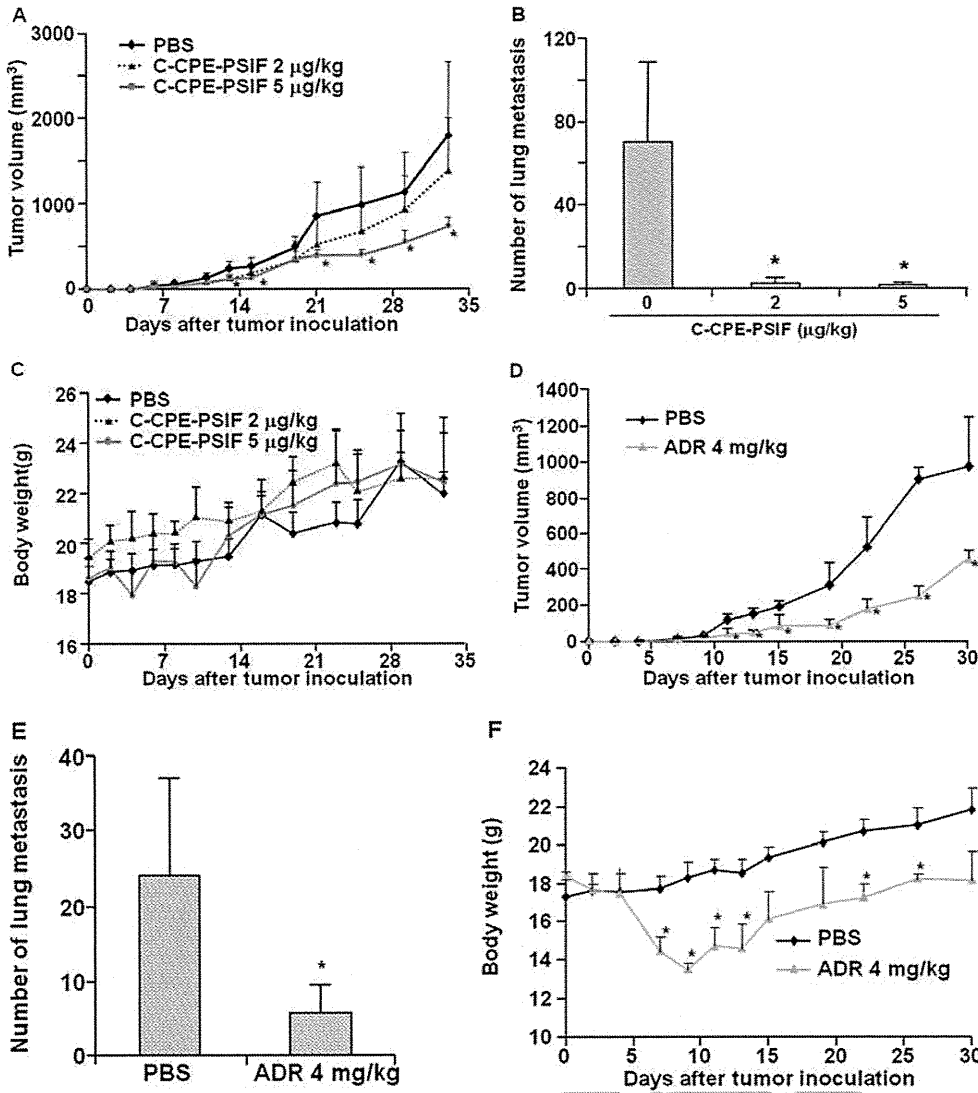 A
Tumor volume (mm³)
3000
2000
1000
0
PBS
C-CPE-PSIF 2 µg/kg
C-CPE-PSIF 5 µg/kg
* * * * * *
0 7 14 21 28 35
Days after tumor inoculation
B
Number of lung metastasis
120
80
40
0
* *
0 2 5
C-CPE-PSIF (µg/kg)
C
Body weight(g)
26
24
22
20
18
16
PBS
C-CPE-PSIF 2 µg/kg
C-CPE-PSIF 5 µg/kg
0 7 14 21 28 35
Days after tumor inoculation
D
Tumor volume (mm³)
1400
1200
1000
800
600
400
200
0
PBS
ADR 4 mg/kg
* * * * * * *
0 5 10 15 20 25 30
Days after tumor inoculation
E
Number of lung metastasis
40
30
20
10
0
*
PBS ADR 4 mg/kg
F
Body weight (g)
24
22
20
18
16
14
12
10
* * * * * *
PBS
ADR 4 mg/kg
0 5 10 15 20 25 30
Days after tumor inoculation